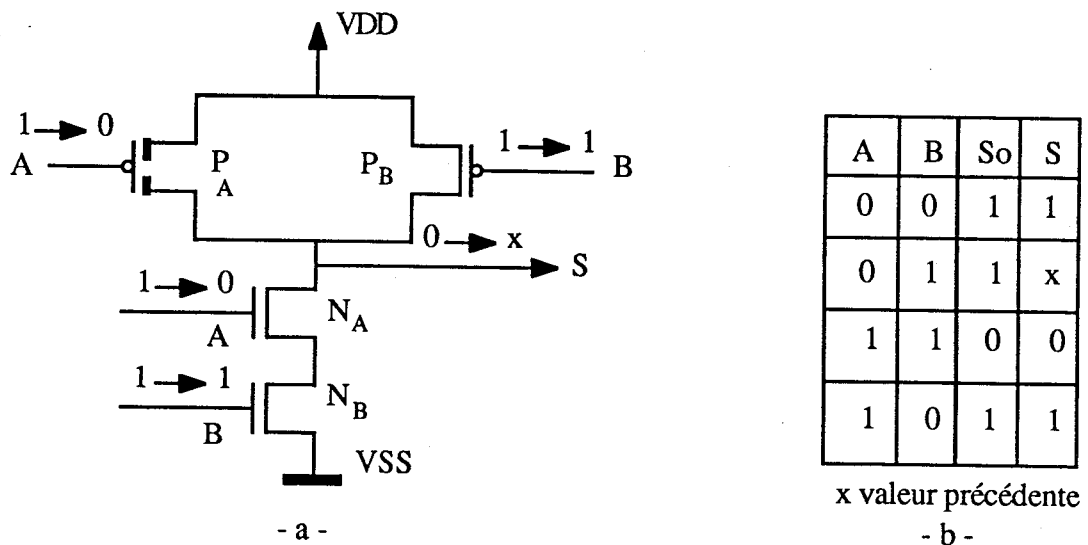 VDD
1 → 0
A
P A
P B
1 → 1
B
0 → x
S
1 → 0
A
N A
1 → 1
B
N B
VSS
- a -
A B So S
0 0 1 1
0 1 1 x
1 1 0 0
1 0 1 1
x valeur précédente
- b -